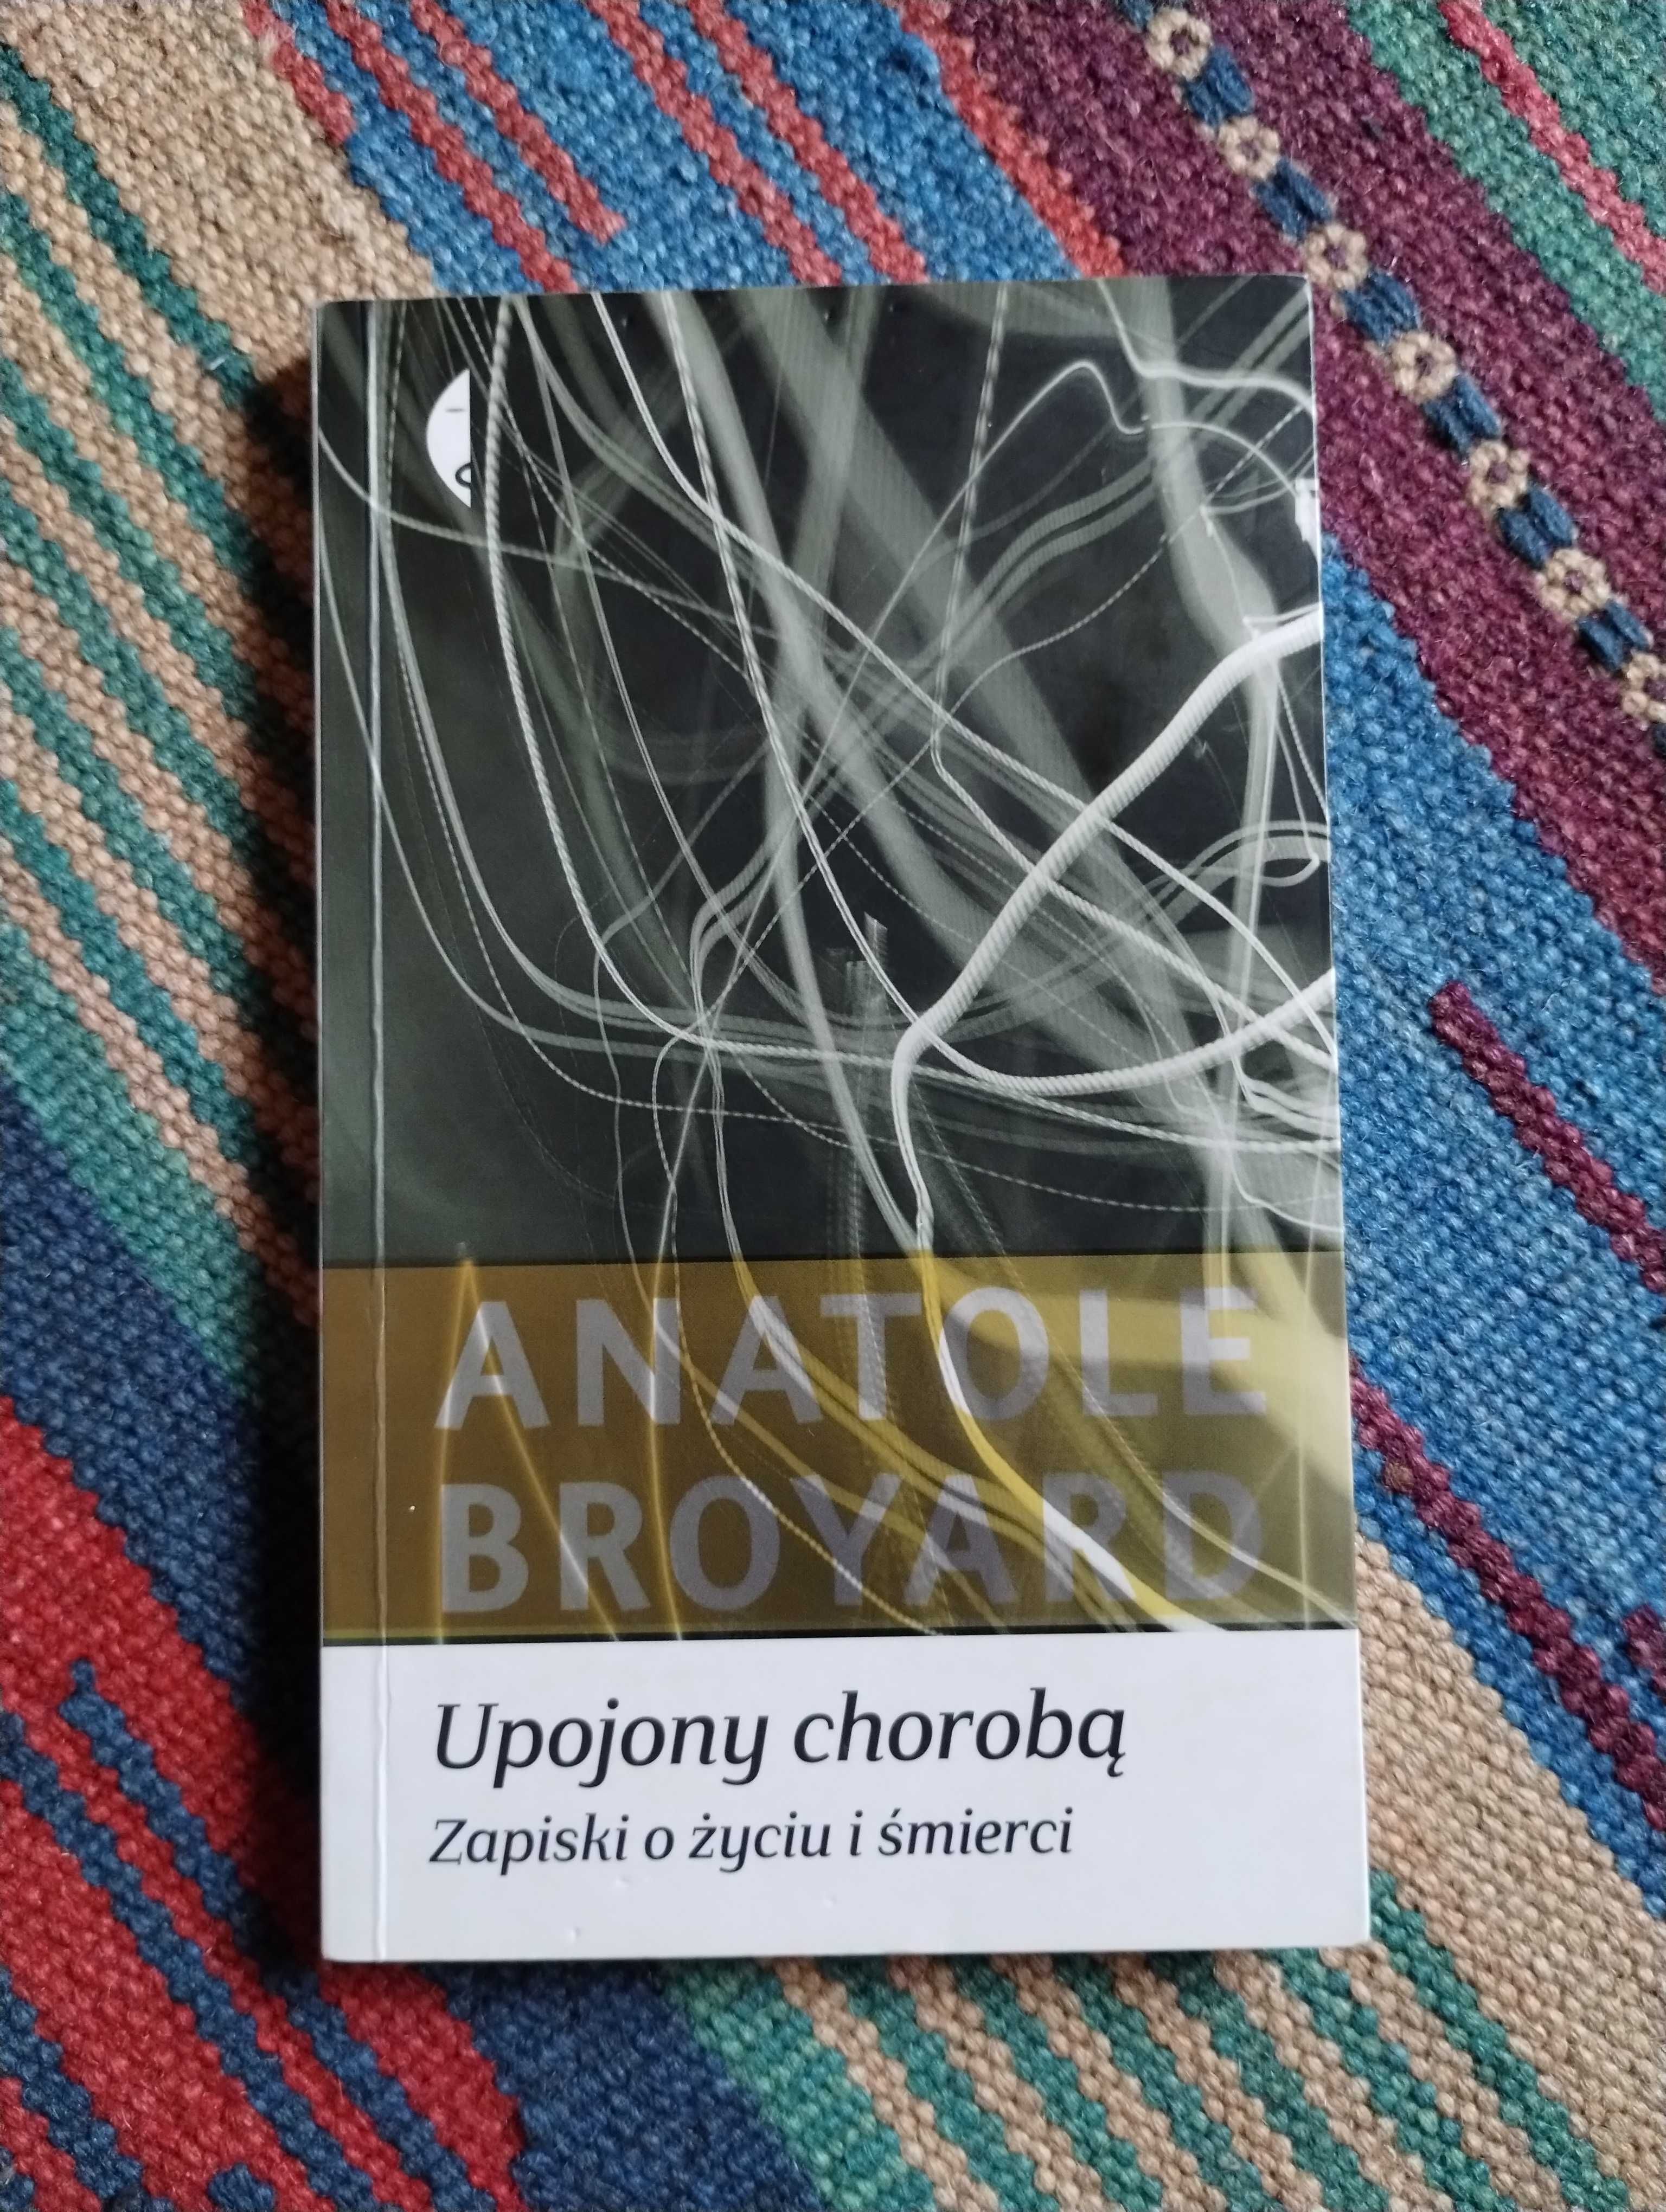 ANATOLE
BROYARD
Upojony chorobą
Zapiski o życiu i śmierci